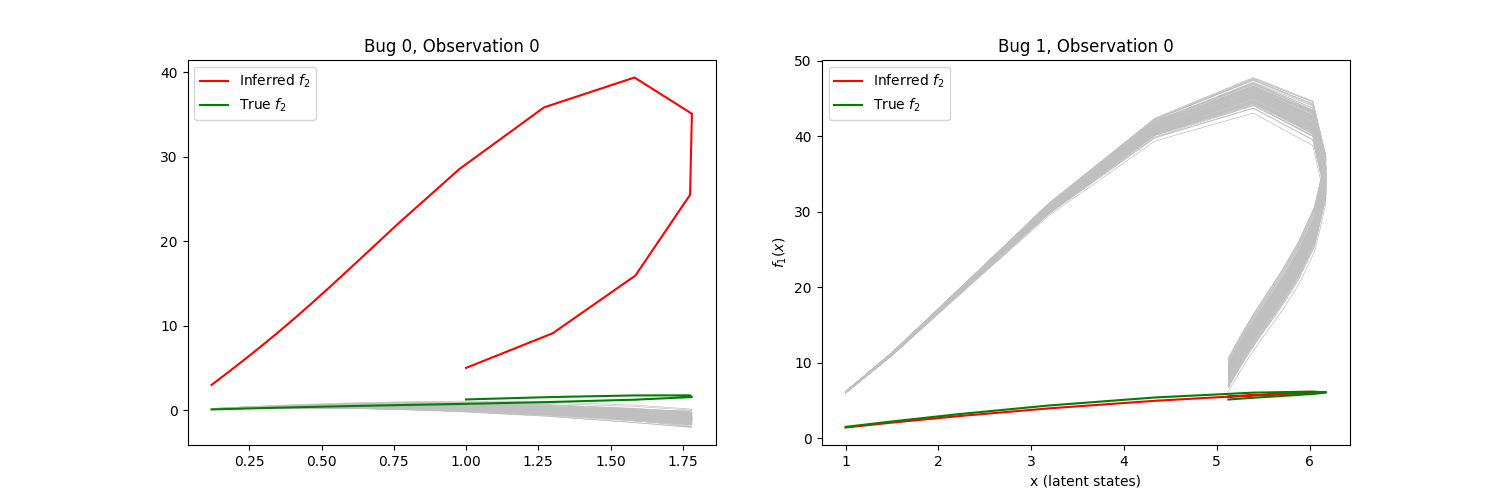 Bug 0, Observation 0
Inferred $f_2$
True $f_2$
40
30
20
10
0
0.25 0.50 0.75 1.00 1.25 1.50 1.75
Bug 1, Observation 0
Inferred $f_2$
True $f_2$
50
40
30
20
10
0
$f_1(x)$
1 2 3 4 5 6
x (latent states)